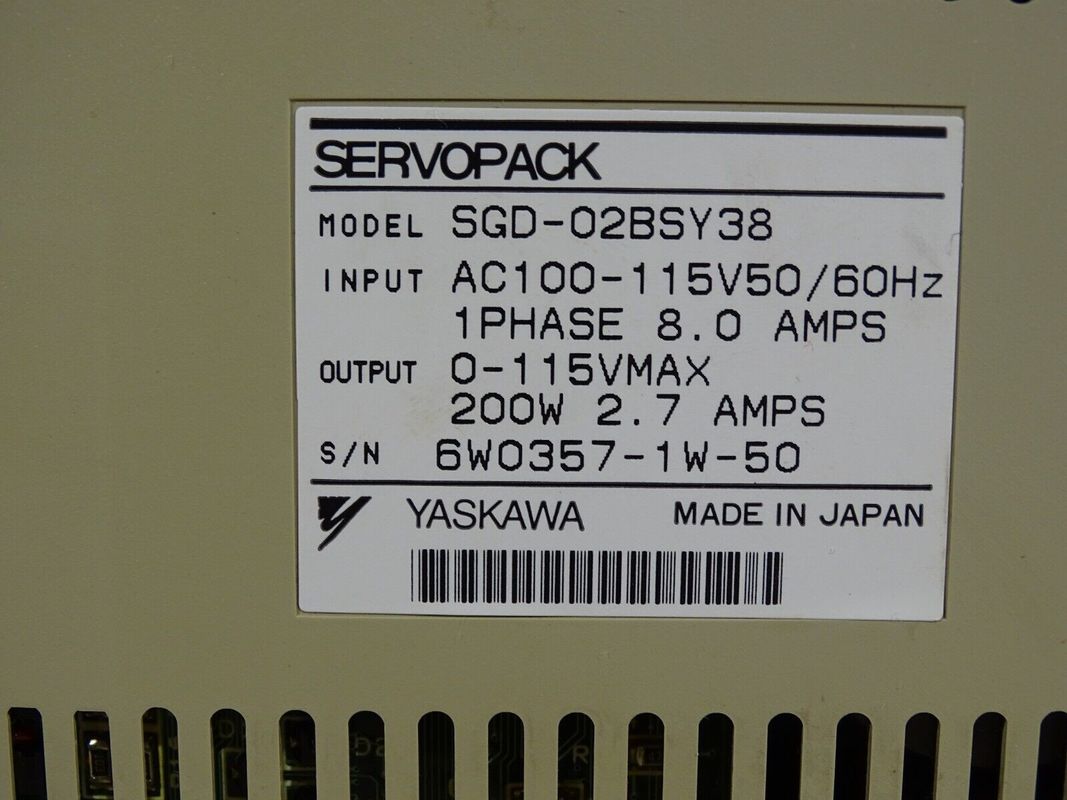 SERVOPACK
MODEL SGD-02BSY38
INPUT AC100-115V50/60Hz
1PHASE 8.0 AMPS
OUTPUT 0-115VMAX
200W 2.7 AMPS
S/N 6W0357-1W-50
YASKAWA MADE IN JAPAN